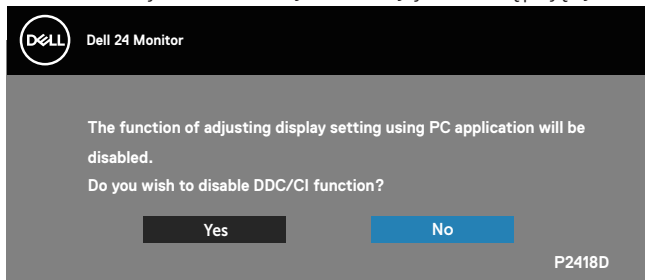 DELL
Dell 24 Monitor
The function of adjusting display setting using PC application will be
disabled.
Do you wish to disable DDC/CI function?
Yes
No
P2418D